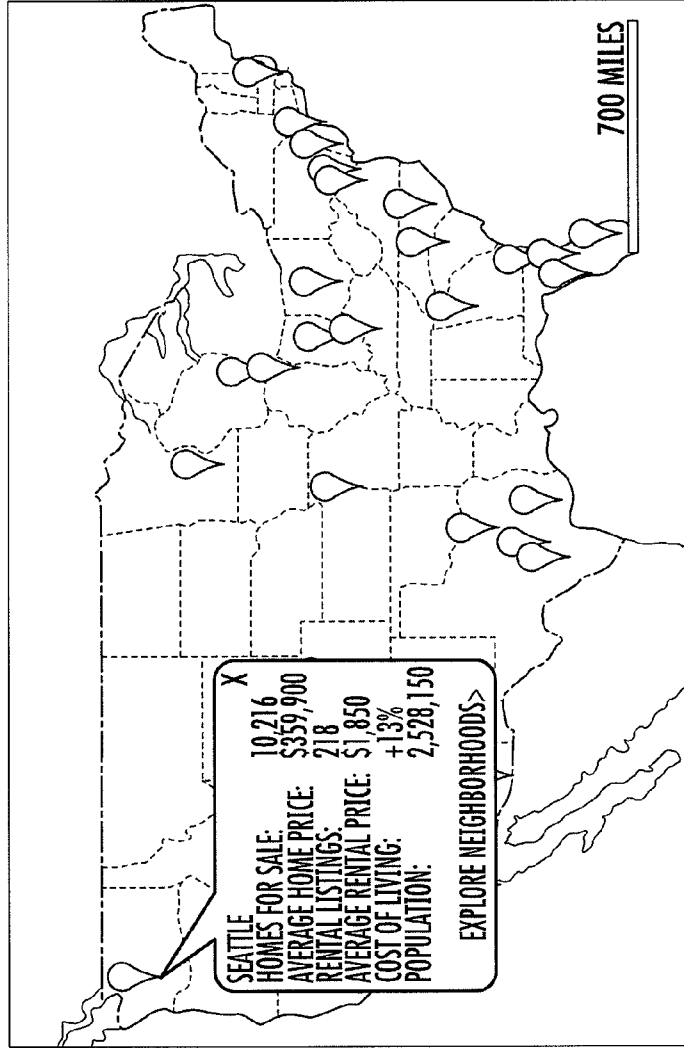 SEATTLE X
HOMES FOR SALE: 10,216
AVERAGE HOME PRICE: $359,900
RENTAL LISTINGS: 218
AVERAGE RENTAL PRICE: $1,850
COST OF LIVING: +13%
POPULATION: 2,528,150
EXPLORE NEIGHBORHOODS>
700 MILES